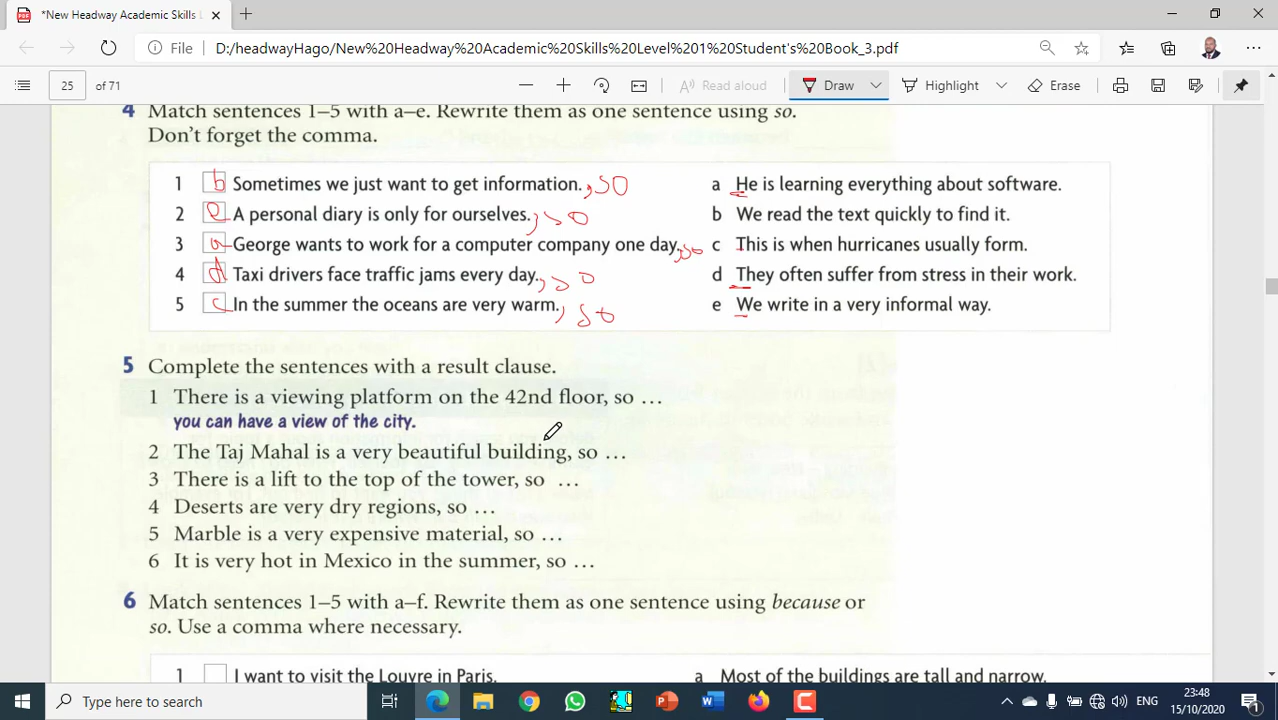 *New Headway Academic Skills L
File
D:/headwayHago/New%20Headway%20Academic%20Skills%20Level%201%20Student's%20Book_3.pdf
25 of 71
Read aloud
Draw
Highlight
Erase
4 Match sentences 1–5 with a–e. Rewrite them as one sentence using so.
Don't forget the comma.
1 b Sometimes we just want to get information. , so
a He is learning everything about software.
2 e A personal diary is only for ourselves. , so
b We read the text quickly to find it.
3 a George wants to work for a computer company one day. , so
c This is when hurricanes usually form.
4 d Taxi drivers face traffic jams every day. , so
d They often suffer from stress in their work.
5 c In the summer the oceans are very warm. , so
e We write in a very informal way.
5 Complete the sentences with a result clause.
1 There is a viewing platform on the 42nd floor, so …
you can have a view of the city.
2 The Taj Mahal is a very beautiful building, so …
3 There is a lift to the top of the tower, so …
4 Deserts are very dry regions, so …
5 Marble is a very expensive material, so …
6 It is very hot in Mexico in the summer, so …
6 Match sentences 1–5 with a–f. Rewrite them as one sentence using because or
so. Use a comma where necessary.
1 I want to visit the Louvre in Paris.
a Most of the buildings are tall and narrow.
Type here to search
ENG
23:48
15/10/2020